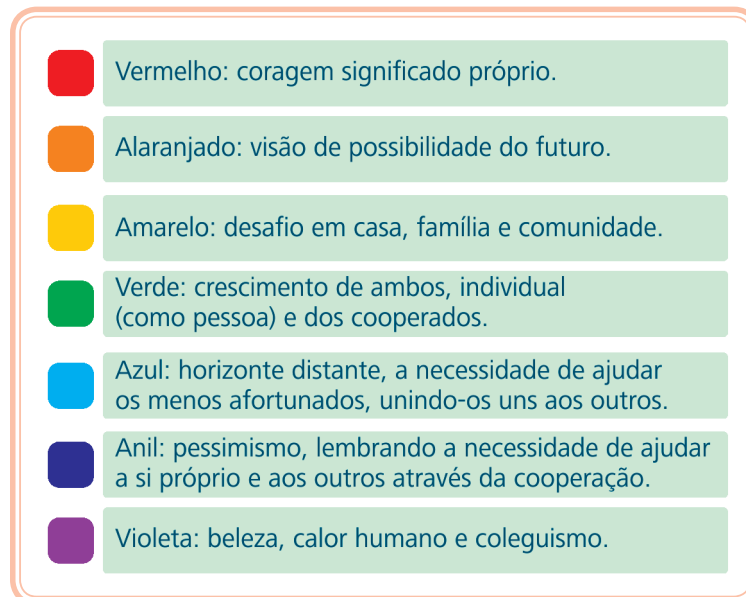 Vermelho: coragem significado próprio.
Alaranjado: visão de possibilidade do futuro.
Amarelo: desafio em casa, família e comunidade.
Verde: crescimento de ambos, individual
(como pessoa) e dos cooperados.
Azul: horizonte distante, a necessidade de ajudar
os menos afortunados, unindo-os uns aos outros.
Anil: pessimismo, lembrando a necessidade de ajudar
a si próprio e aos outros através da cooperação.
Violeta: beleza, calor humano e coleguismo.